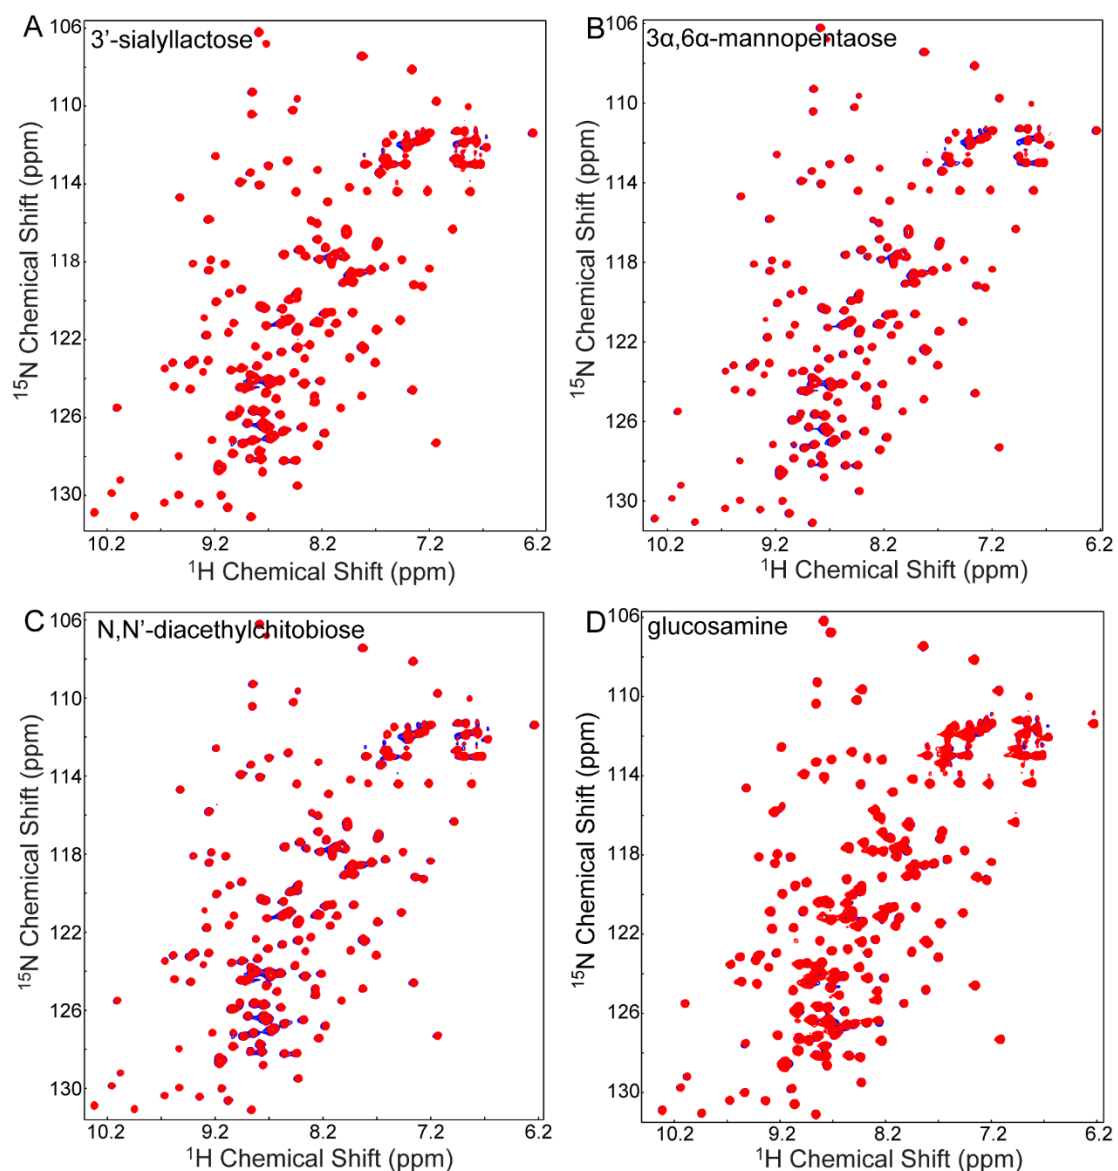 A
3’-sialyllactose
106
110
114
118
122
126
130
15N Chemical Shift (ppm)
10.2 9.2 8.2 7.2 6.2
1H Chemical Shift (ppm)
B
3α,6α-mannopentaose
106
110
114
118
122
126
130
15N Chemical Shift (ppm)
10.2 9.2 8.2 7.2 6.2
1H Chemical Shift (ppm)
C
N,N’-diacethylchitobiose
106
110
114
118
122
126
130
15N Chemical Shift (ppm)
10.2 9.2 8.2 7.2 6.2
1H Chemical Shift (ppm)
D
glucosamine
106
110
114
118
122
126
130
15N Chemical Shift (ppm)
10.2 9.2 8.2 7.2 6.2
1H Chemical Shift (ppm)